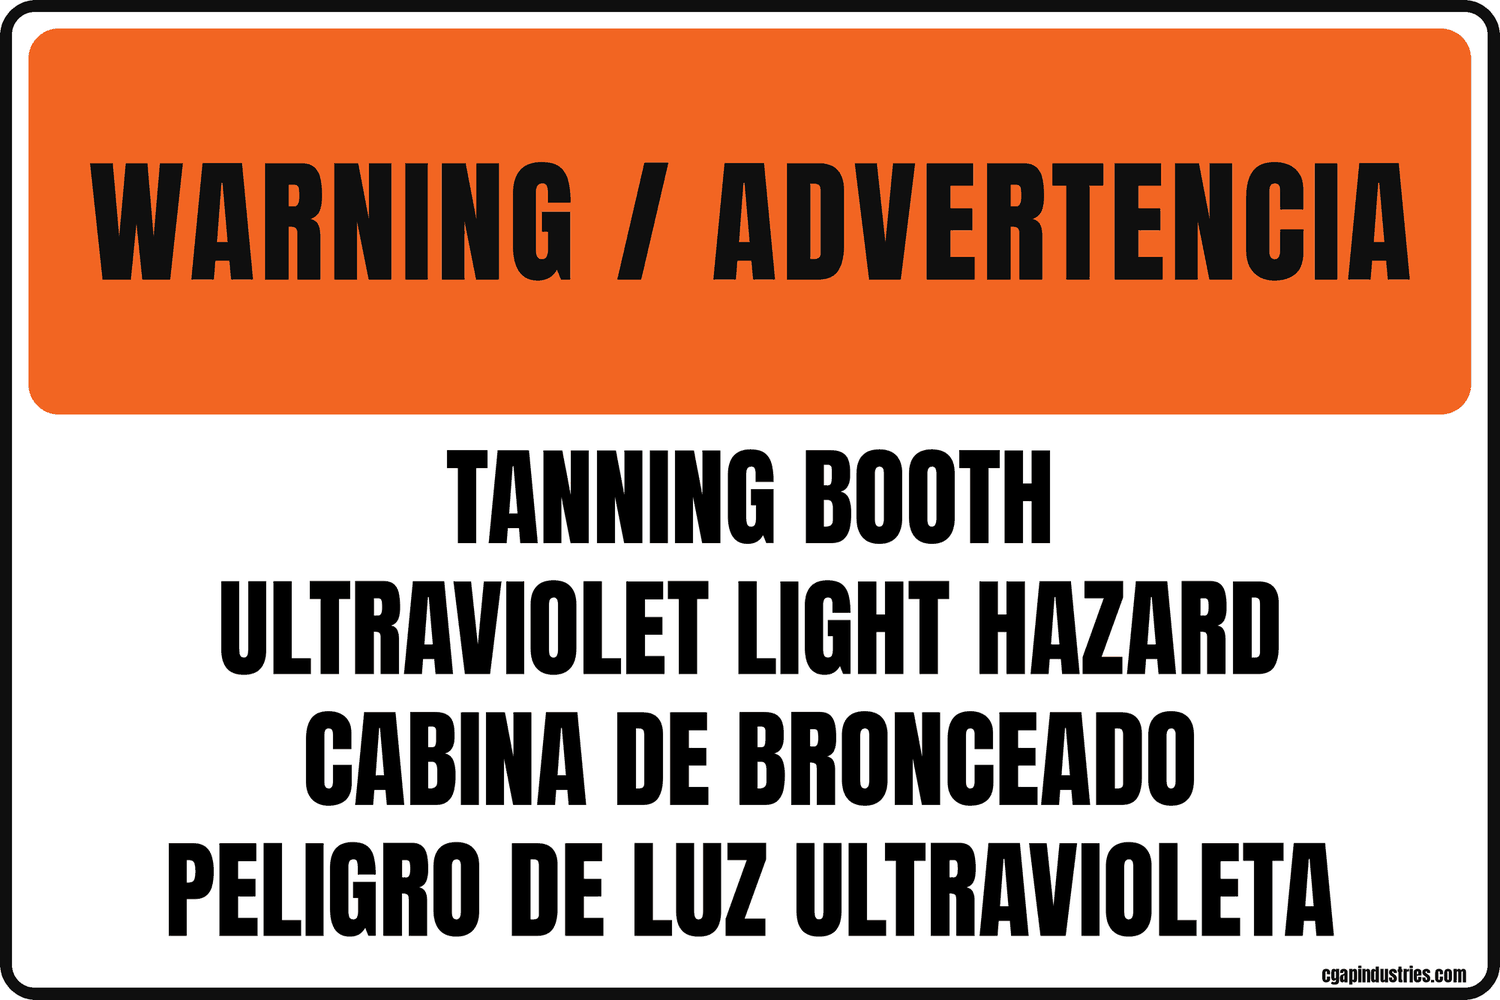 WARNING / ADVERTENCIA
TANNING BOOTH
ULTRAVIOLET LIGHT HAZARD
CABINA DE BRONCEADO
PELIGRO DE LUZ ULTRAVIOLETA
cgapindustries.com